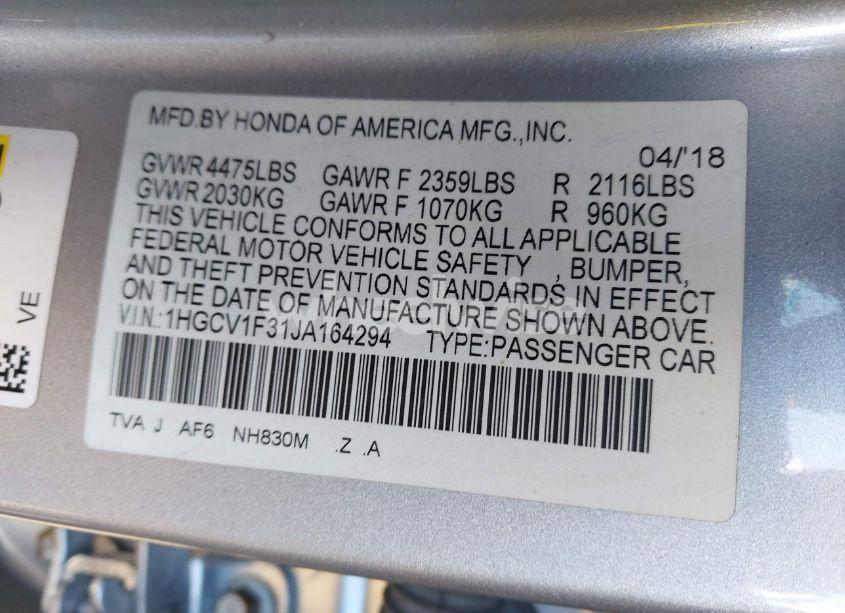 MFD.BY HONDA OF AMERICA MFG.,INC.
04/'18
GVWR 4475LBS GAWR F 2359LBS R 2116LBS
GVWR 2030KG GAWR F 1070KG R 960KG
THIS VEHICLE CONFORMS TO ALL APPLICABLE
FEDERAL MOTOR VEHICLE SAFETY , BUMPER,
AND THEFT PREVENTION STANDARDS IN EFFECT
ON THE DATE OF MANUFACTURE SHOWN ABOVE.
V.I.N.:1HGCV1F31JA164294 TYPE:PASSENGER CAR
TVA J AF6 NH830M .Z .A
VE